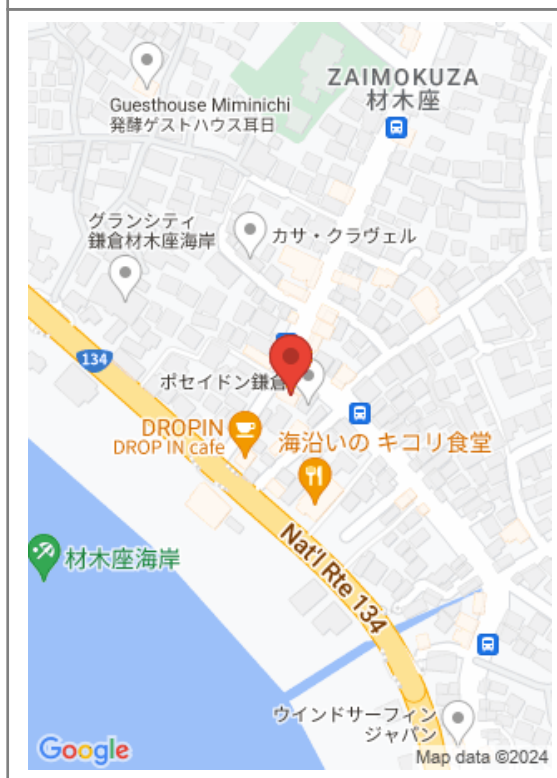 ZAIMOKUZA
材木座
Guesthouse Miminichi
発酵ゲストハウス耳日
グランシティ
鎌倉材木座海岸
カサ・クラヴェル
134
ポセイドン鎌倉
DROPIN
DROP IN cafe
海沿いの キコリ食堂
Nat'l Rte 134
材木座海岸
ウインドサーフィン
ジャパン
Google
Map data ©2024